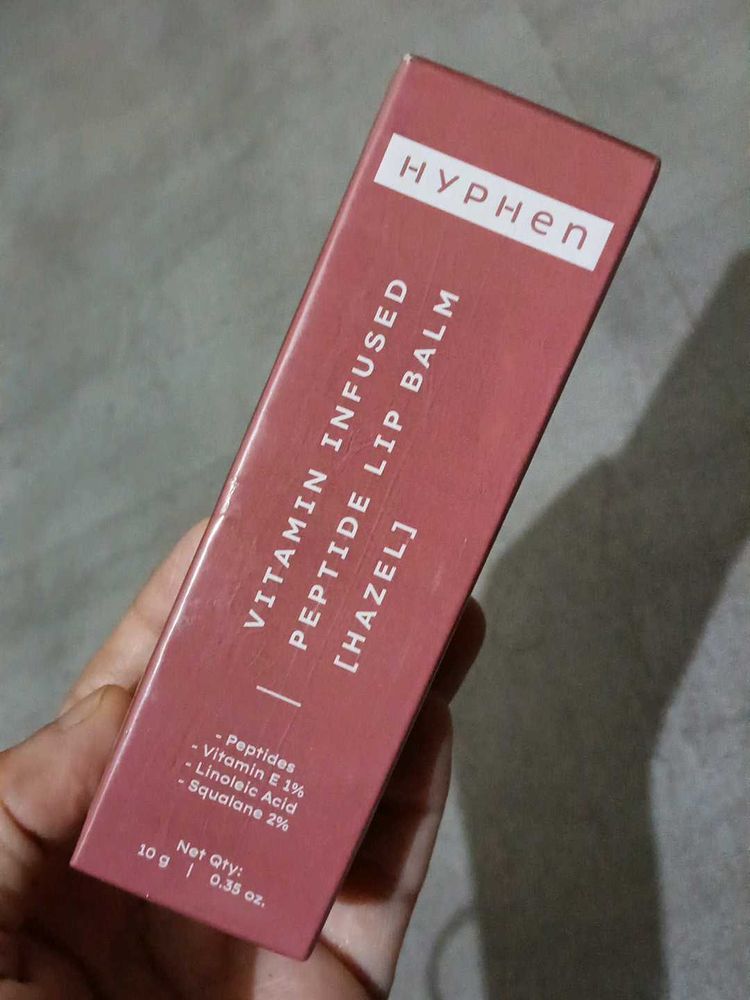 HYPHen
VITAMIN INFUSED
PEPTIDE LIP BALM
[HAZEL]
- Peptides
- Vitamin E 1%
- Linoleic Acid
- Squalane 2%
Net Qty:
10 g | 0.35 oz.